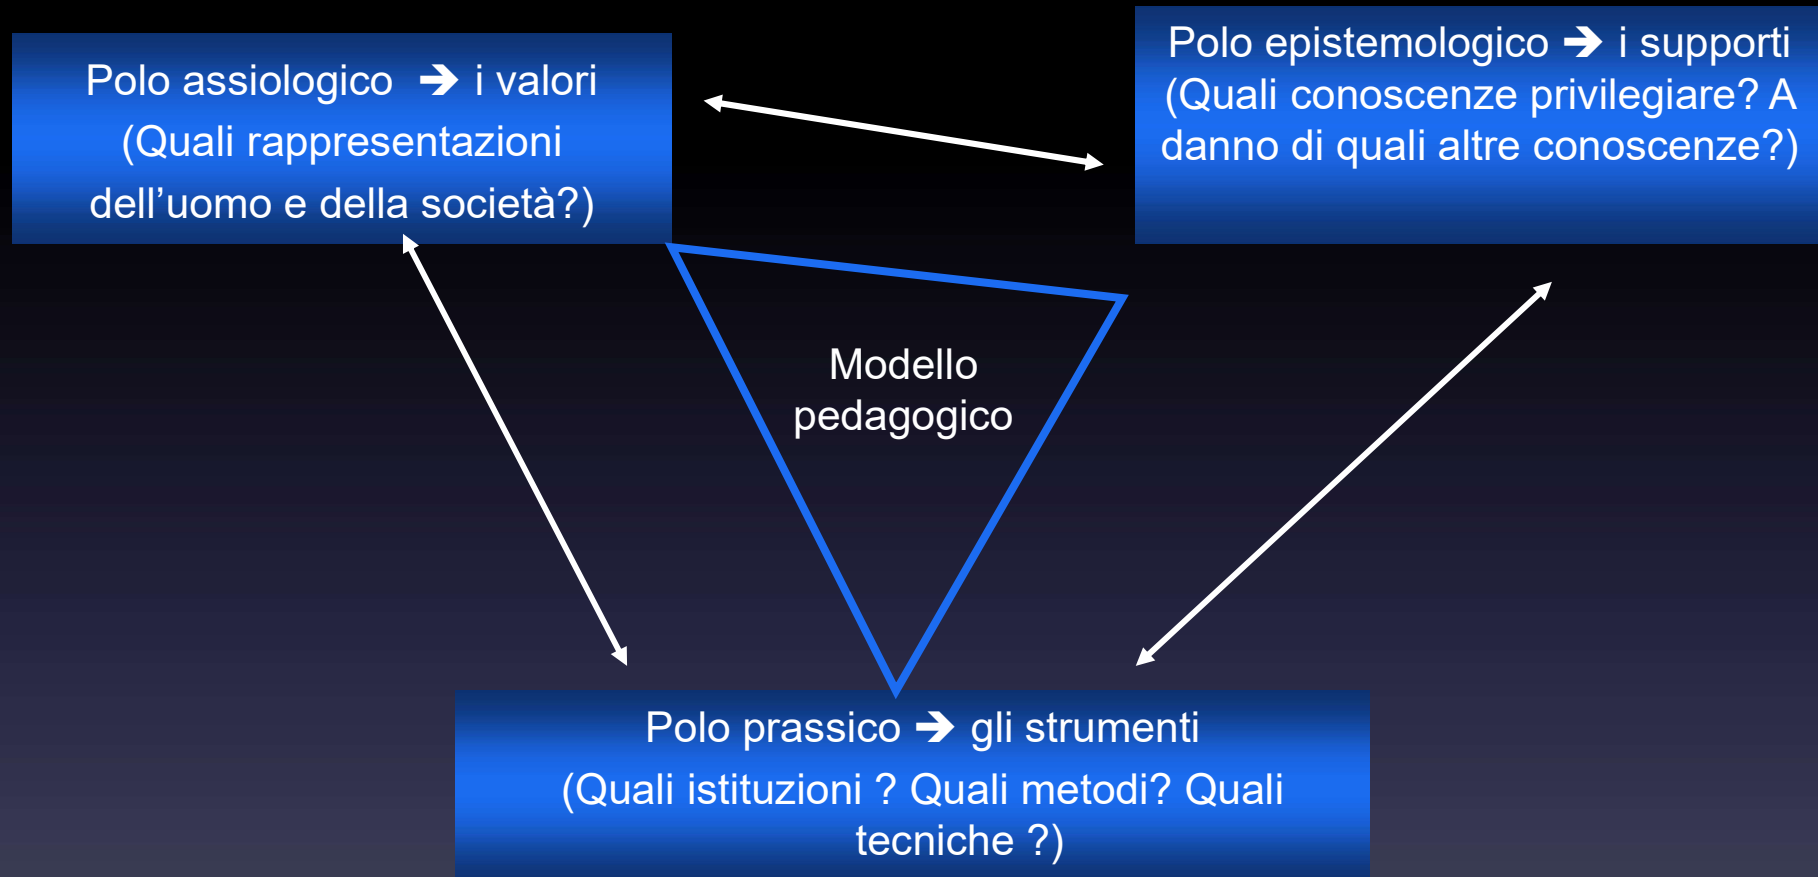 Polo assiologico ➔ i valori
(Quali rappresentazioni
dell’uomo e della società?)
Polo epistemologico ➔ i supporti
(Quali conoscenze privilegiare? A
danno di quali altre conoscenze?)
Modello
pedagogico
Polo prassico ➔ gli strumenti
(Quali istituzioni ? Quali metodi? Quali
tecniche ?)